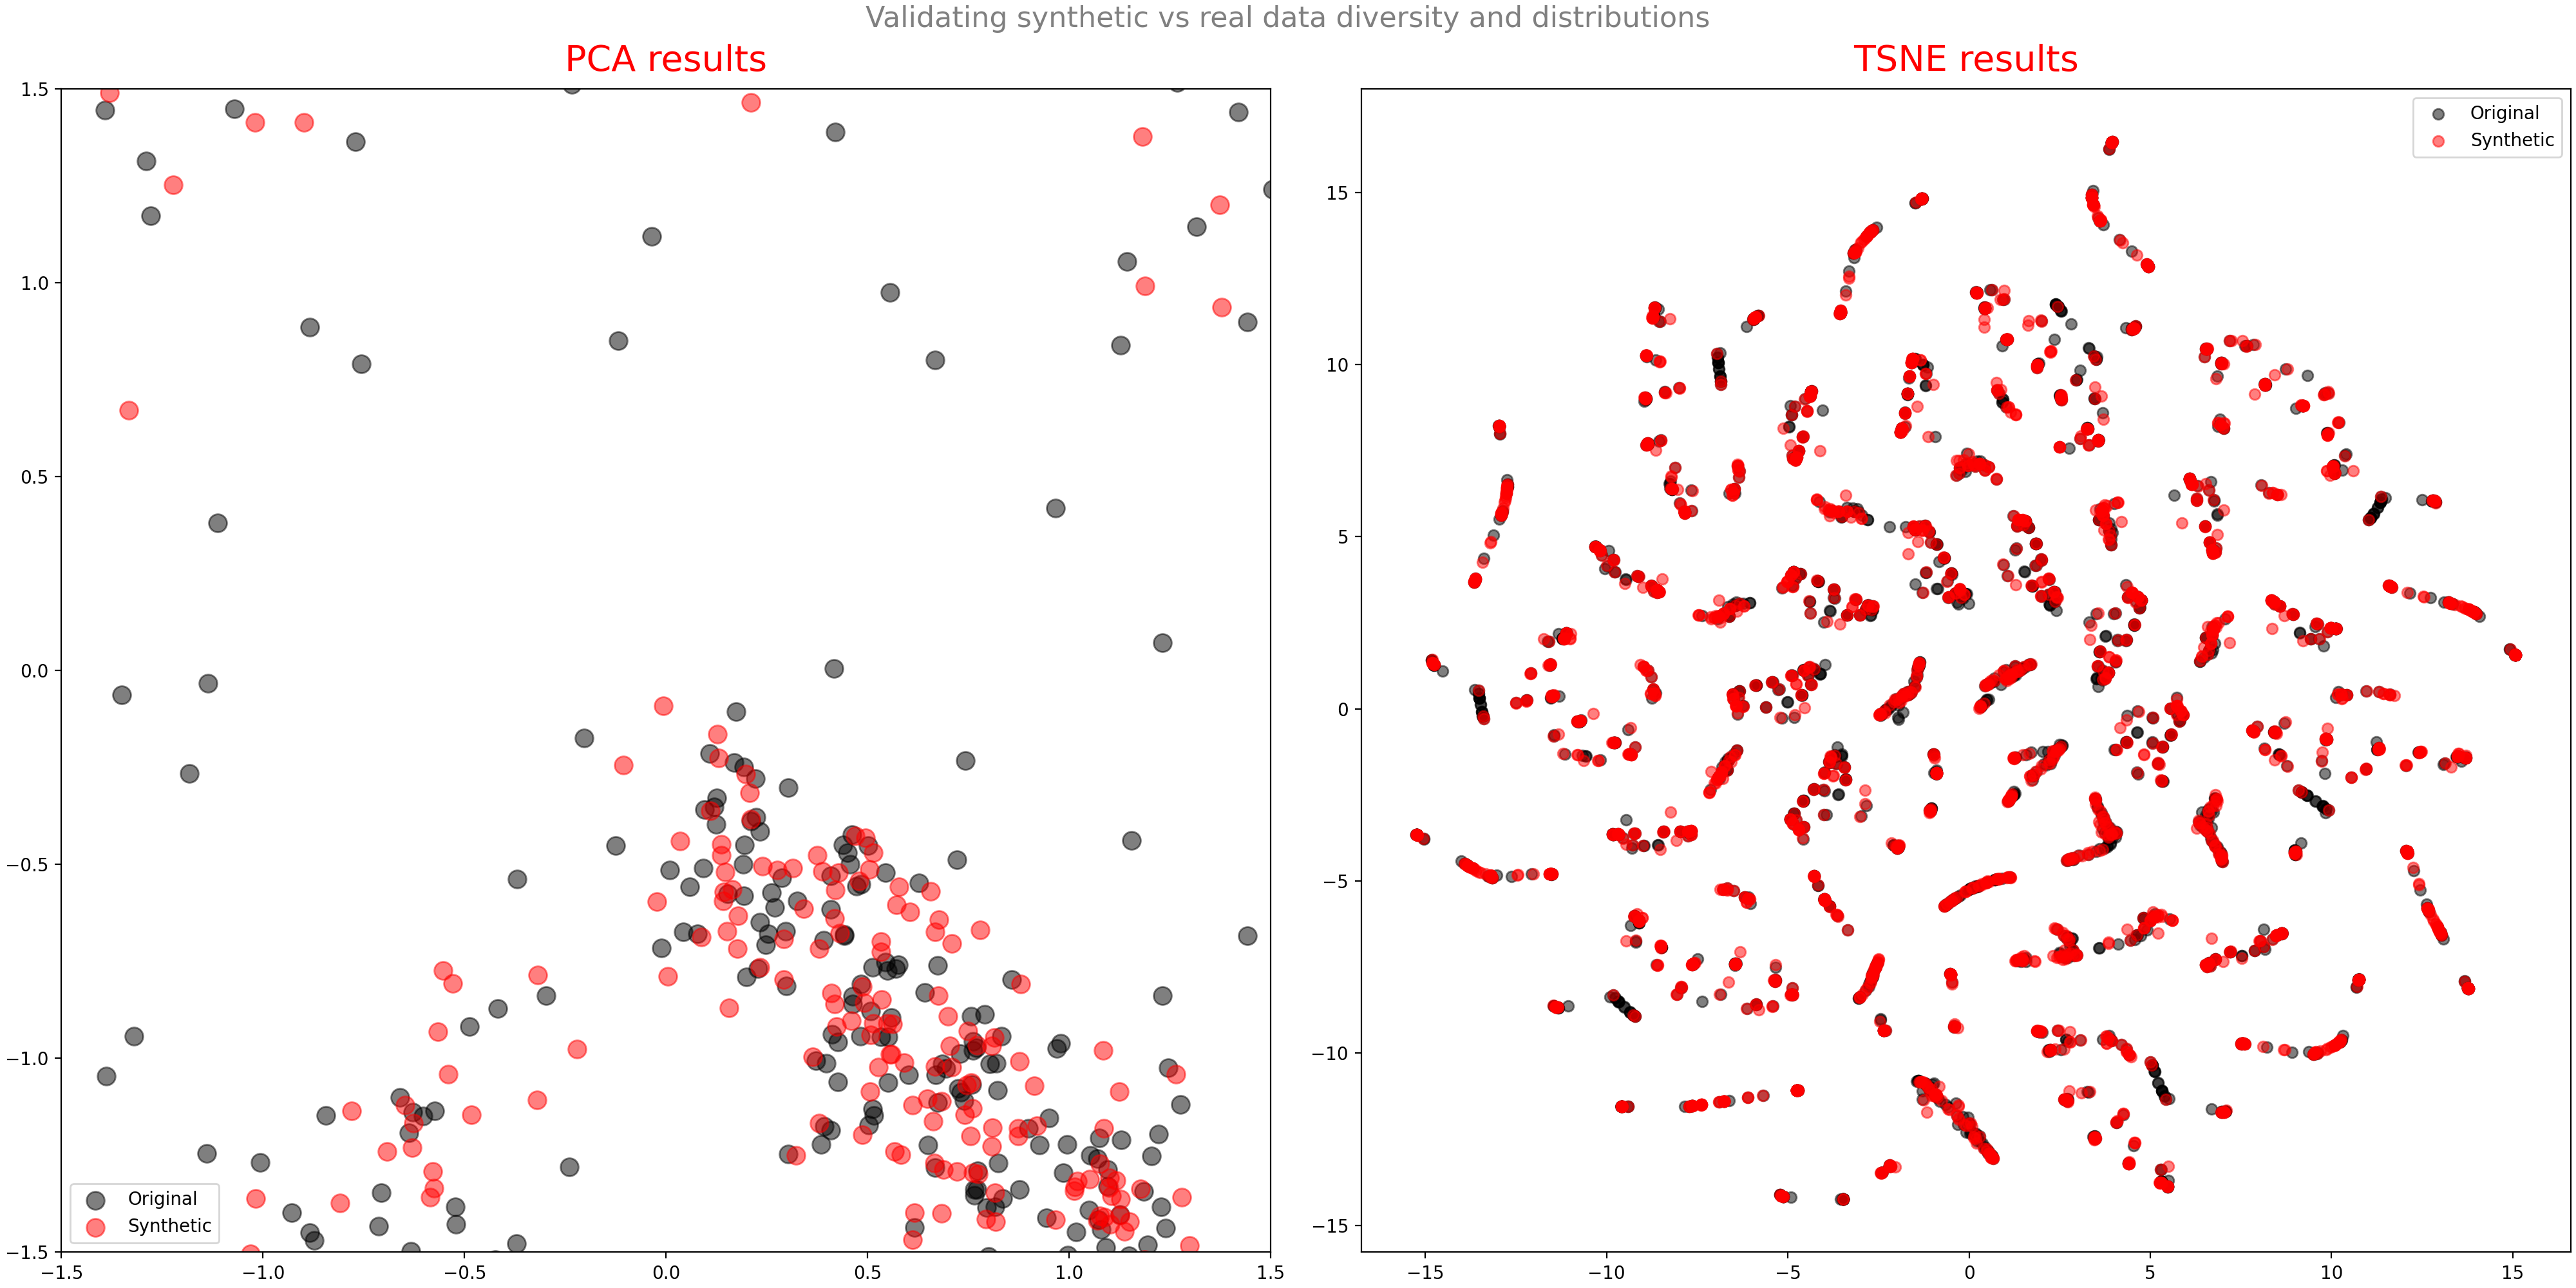 Validating synthetic vs real data diversity and distributions
PCA results
1.5
1.0
0.5
0.0
−0.5
−1.0
−1.5
−1.5 −1.0 −0.5 0.0 0.5 1.0 1.5
Original
Synthetic
TSNE results
15
10
5
0
−5
−10
−15
−15 −10 −5 0 5 10 15
Original
Synthetic